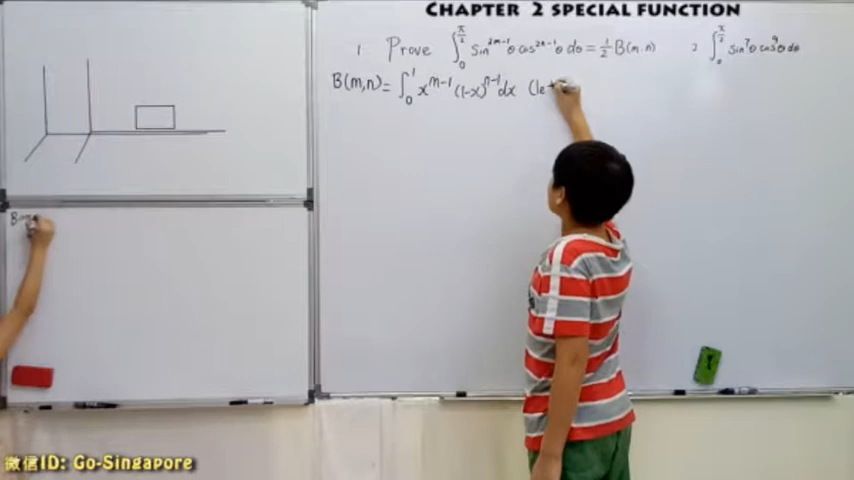 CHAPTER 2 SPECIAL FUNCTION
1 Prove ∫₀^(π/2) sin^(2m-1)θ cos^(2n-1)θ dθ = 1/2 B(m,n) 2 ∫₀^(π/2) sin⁷θ cos⁹θ dθ
B(m,n) = ∫₀¹ x^(m-1) (1-x)^(n-1) dx (let
微信ID: Go-Singapore